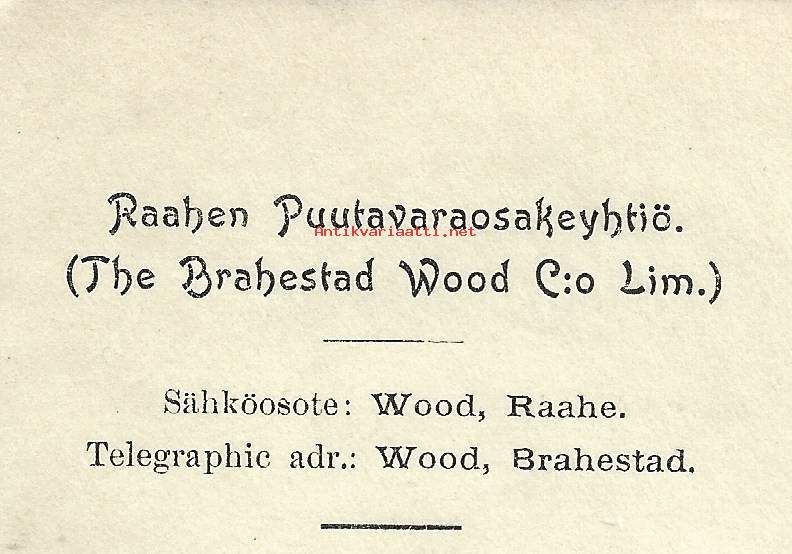 Raahen Puutavaraosakeyhtiö.
Antikvariaatti.net
(The Brahestad Wood C:o Lim.)
Sähköosote: Wood, Raahe.
Telegraphic adr.: Wood, Brahestad.